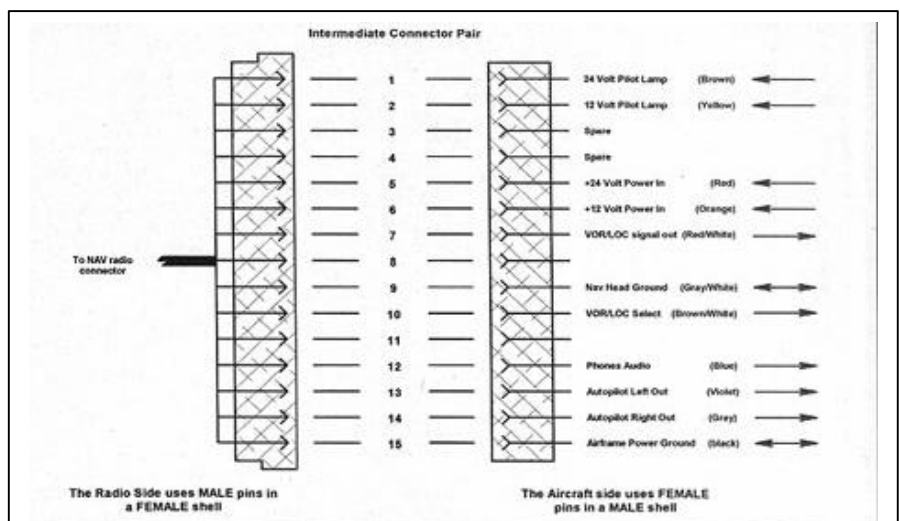 Intermediate Connector Pair
1 24 Volt Pilot Lamp (Brown)
2 12 Volt Pilot Lamp (Yellow)
3 Spare
4 Spare
5 +24 Volt Power In (Red)
6 +12 Volt Power In (Orange)
7 VOR/LOC signal out (Red/White)
To NAV radio
connector
8
9 Nav Head Ground (Gray/White)
10 VOR/LOC Select (Brown/White)
11
12 Phones Audio (Blue)
13 Autopilot Left Out (Violet)
14 Autopilot Right Out (Gray)
15 Airframe Power Ground (black)
The Radio Side uses MALE pins in
a FEMALE shell
The Aircraft side uses FEMALE
pins in a MALE shell